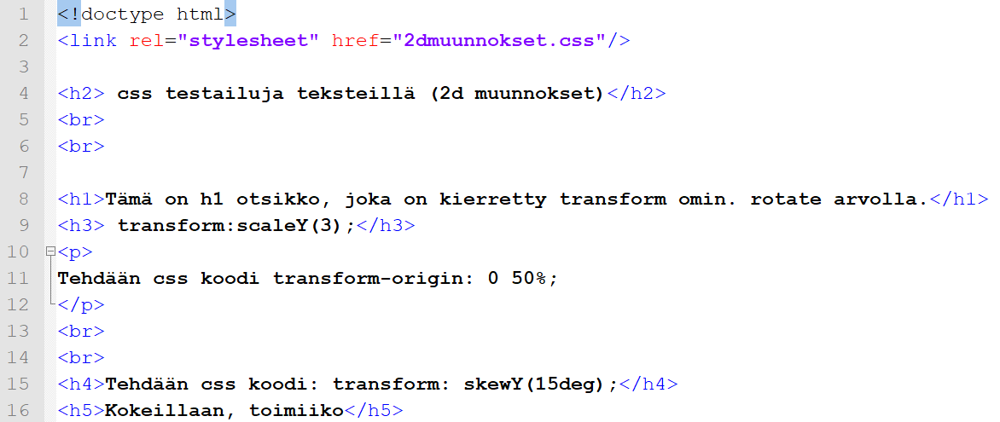 1 <!doctype html>
2 <link rel="stylesheet" href="2dmuunnokset.css"/>
3
4 <h2> css testailuja teksteillä (2d muunnokset)</h2>
5 <br>
6 <br>
7
8 <h1>Tämä on h1 otsikko, joka on kierretty transform omin. rotate arvolla.</h1>
9 <h3> transform:scaleY(3);</h3>
10 <p>
11 Tehdään css koodi transform-origin: 0 50%;
12 </p>
13 <br>
14 <br>
15 <h4>Tehdään css koodi: transform: skewY(15deg);</h4>
16 <h5>Kokeillaan, toimiiko</h5>